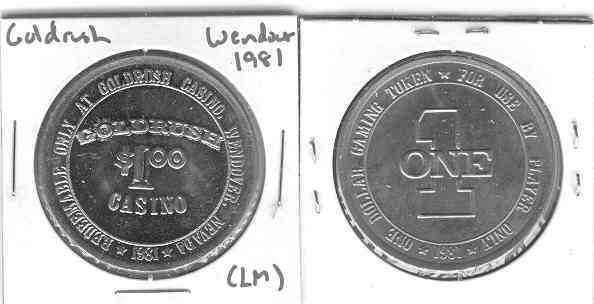 Goldrush
Wendover
1981
REDEEMABLE ONLY AT GOLDRUSH CASINO, WENDOVER, NEVADA
GOLDRUSH
$1.00
CASINO
★ 1981 ★
(LM)
ONE DOLLAR GAMING TOKEN ★ FOR USE BY PLAYER ONLY
1
ONE
★ 1981 ★